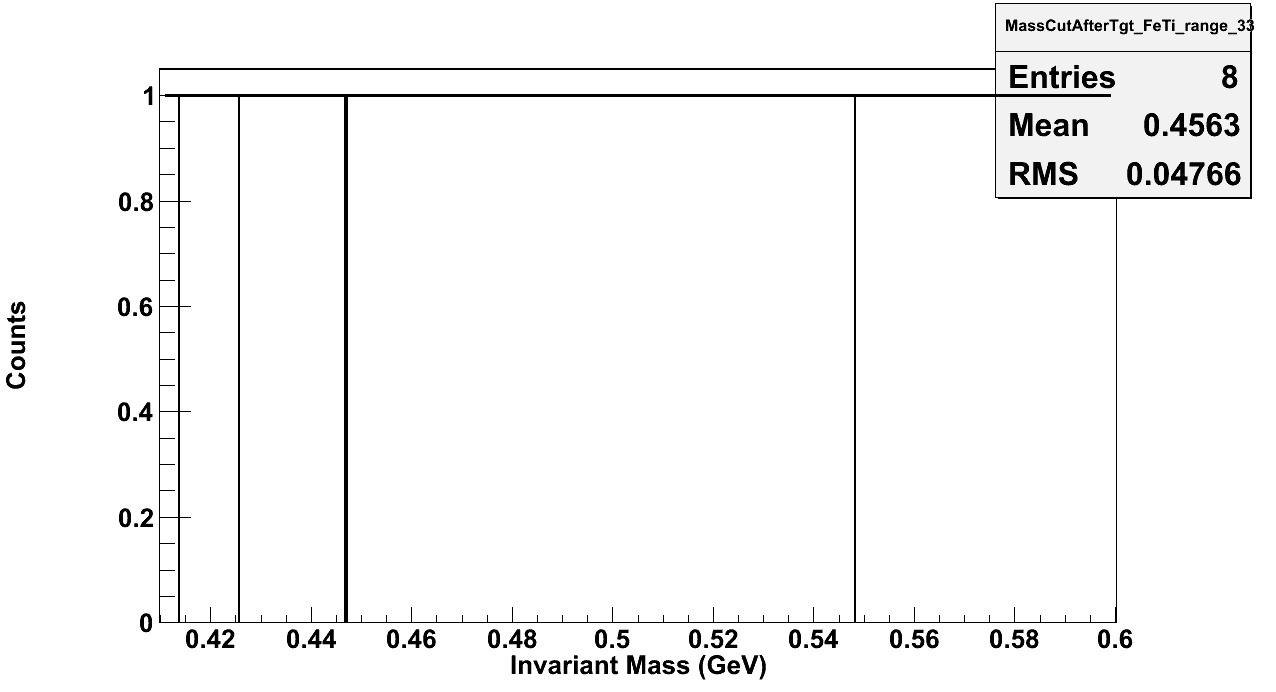 MassCutAfterTgt_FeTi_range_33
Entries 8
Mean 0.4563
RMS 0.04766
1
0.8
0.6
0.4
0.2
0
Counts
0.42 0.44 0.46 0.48 0.5 0.52 0.54 0.56 0.58 0.6
Invariant Mass (GeV)